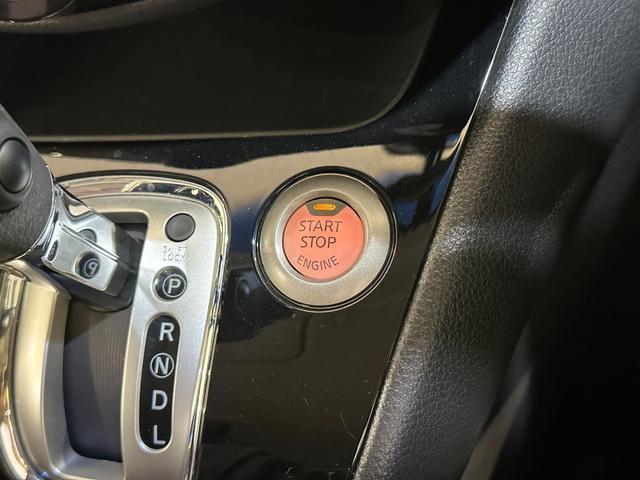 START
STOP
ENGINE
SHIFT
LOCK
P
R
N
D
L